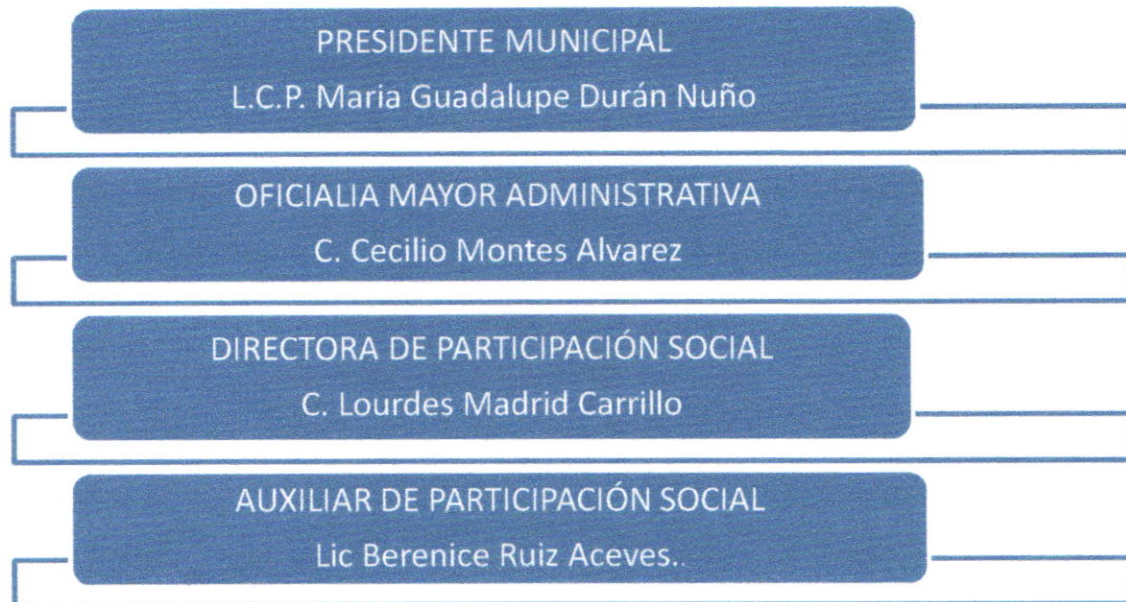 PRESIDENTE MUNICIPAL
L.C.P. Maria Guadalupe Durán Nuño
OFICIALIA MAYOR ADMINISTRATIVA
C. Cecilio Montes Alvarez
DIRECTORA DE PARTICIPACIÓN SOCIAL
C. Lourdes Madrid Carrillo
AUXILIAR DE PARTICIPACIÓN SOCIAL
Lic Berenice Ruiz Aceves..